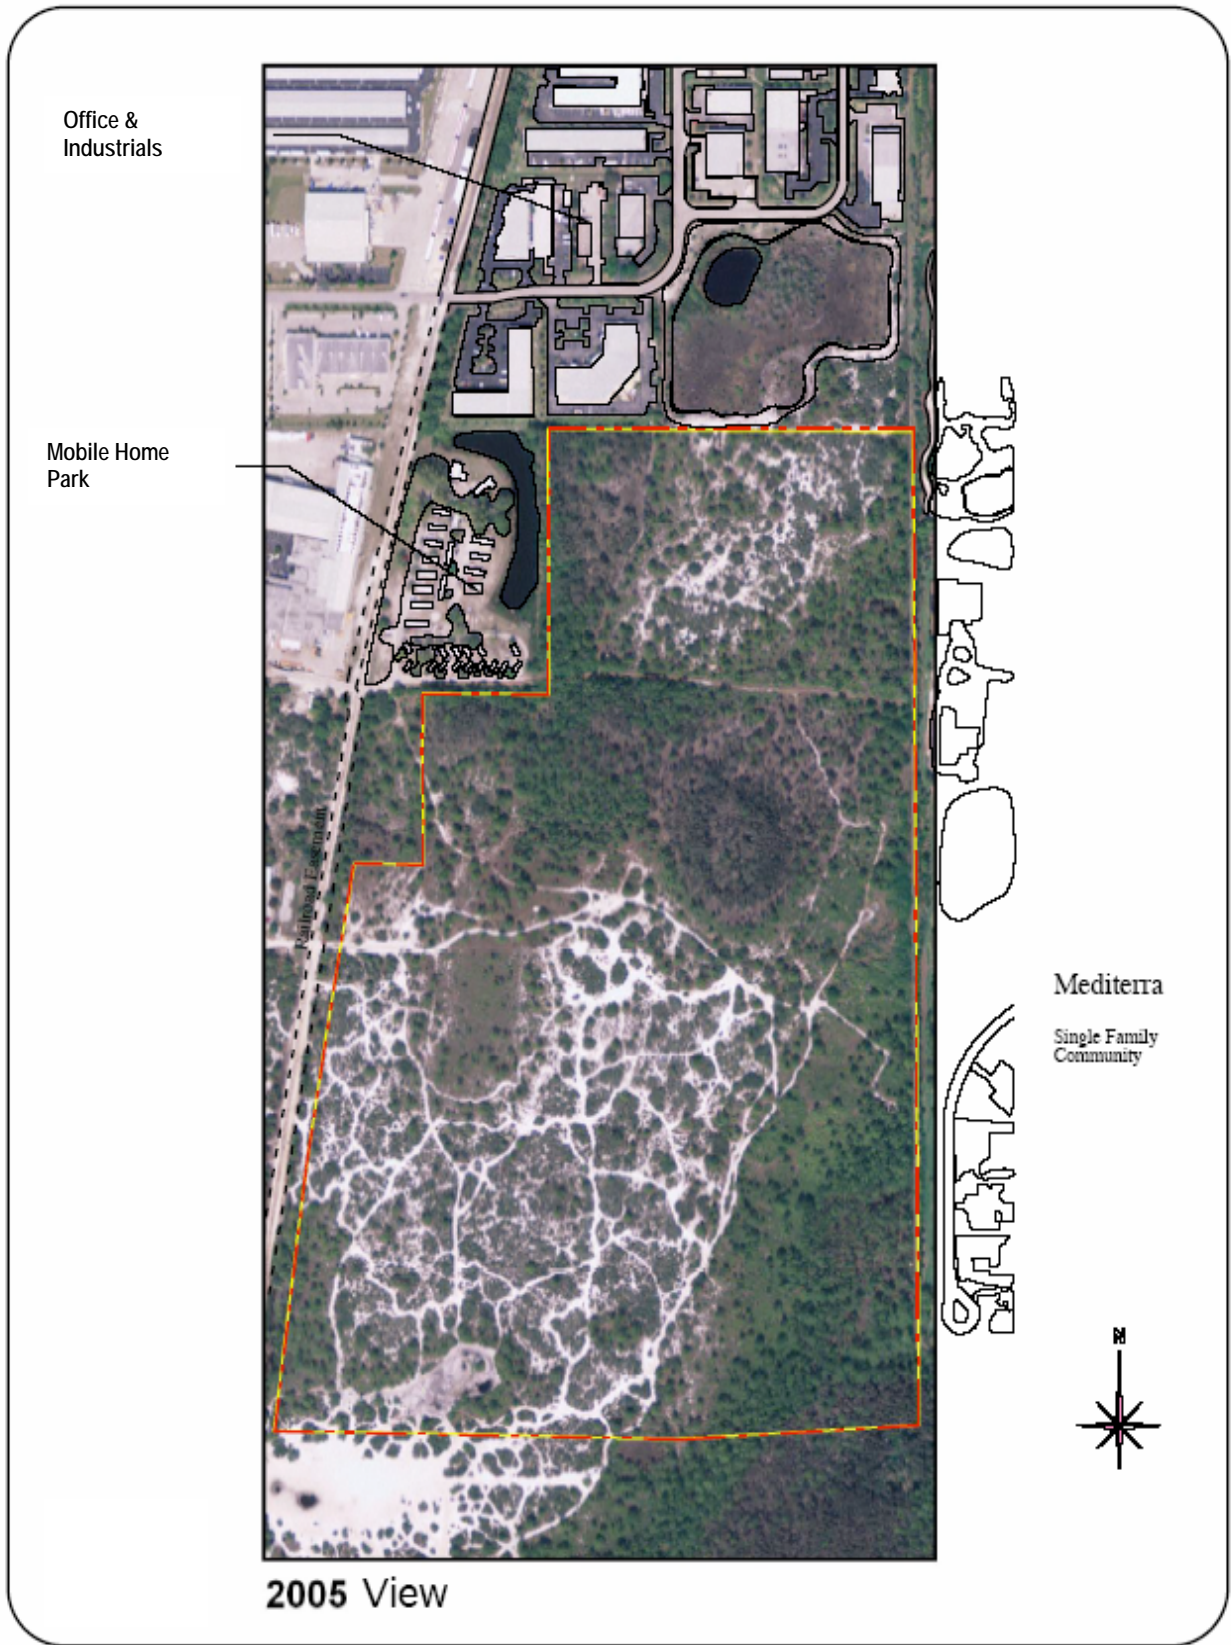 Office &
Industrials
Mobile Home
Park
Railroad Easement
Mediterra
Single Family
Community
N
2005 View